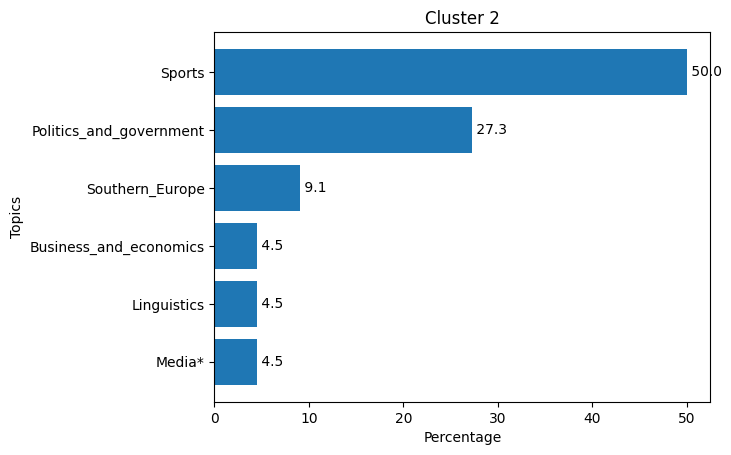 Cluster 2
Topics
Sports 50.0
Politics_and_government 27.3
Southern_Europe 9.1
Business_and_economics 4.5
Linguistics 4.5
Media* 4.5
0 10 20 30 40 50
Percentage